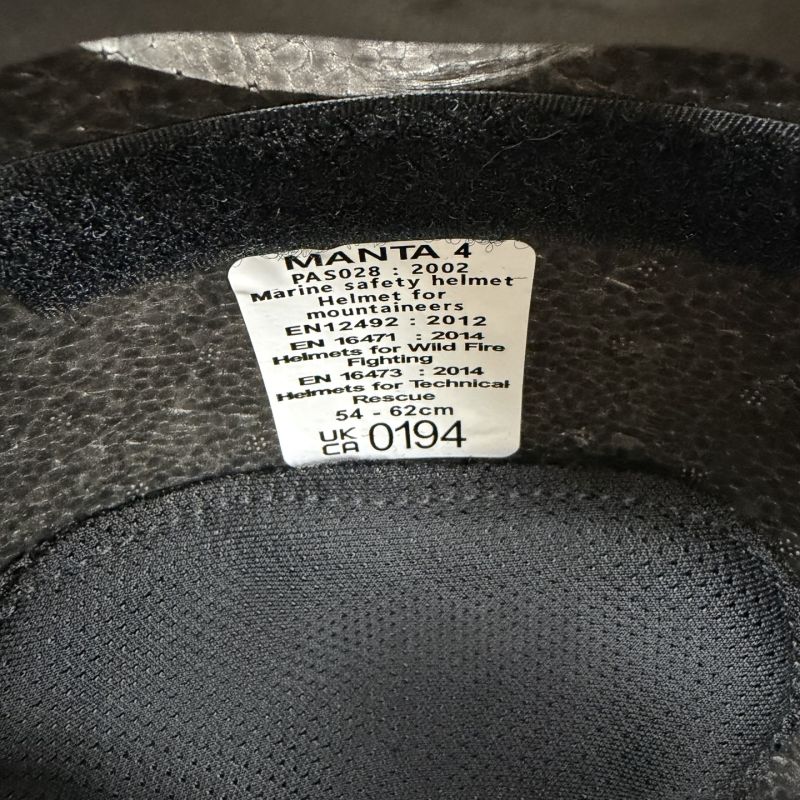 MANTA 4
PAS028 : 2002
Marine safety helmet
Helmet for
mountaineers
EN12492 : 2012
EN 16471 : 2014
Helmets for Wild Fire
Fighting
EN 16473 : 2014
Helmets for Technical
Rescue
54 - 62cm
UK
CA 0194